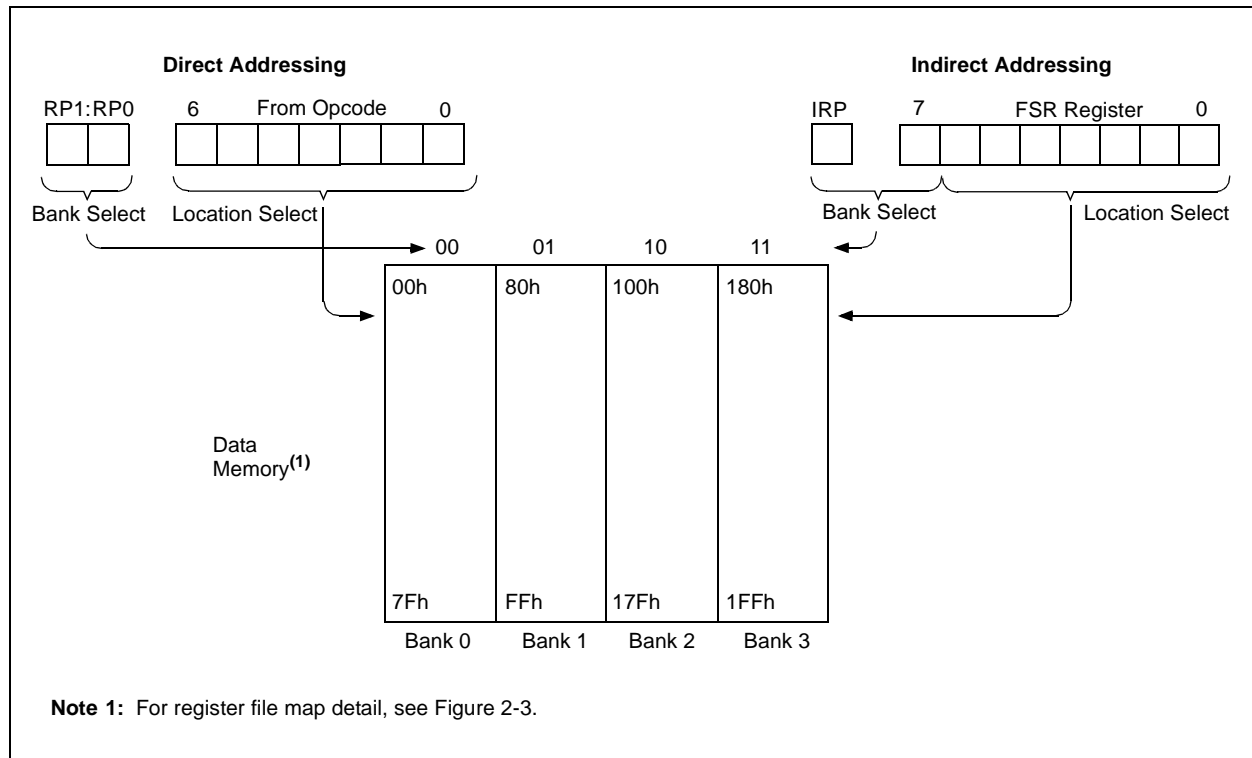 Direct Addressing
Indirect Addressing
RP1:RP0 6 From Opcode 0
IRP 7 FSR Register 0
Bank Select Location Select
Bank Select Location Select
00 01 10 11
00h 80h 100h 180h
Data
Memory(1)
7Fh FFh 17Fh 1FFh
Bank 0 Bank 1 Bank 2 Bank 3
Note 1: For register file map detail, see Figure 2-3.